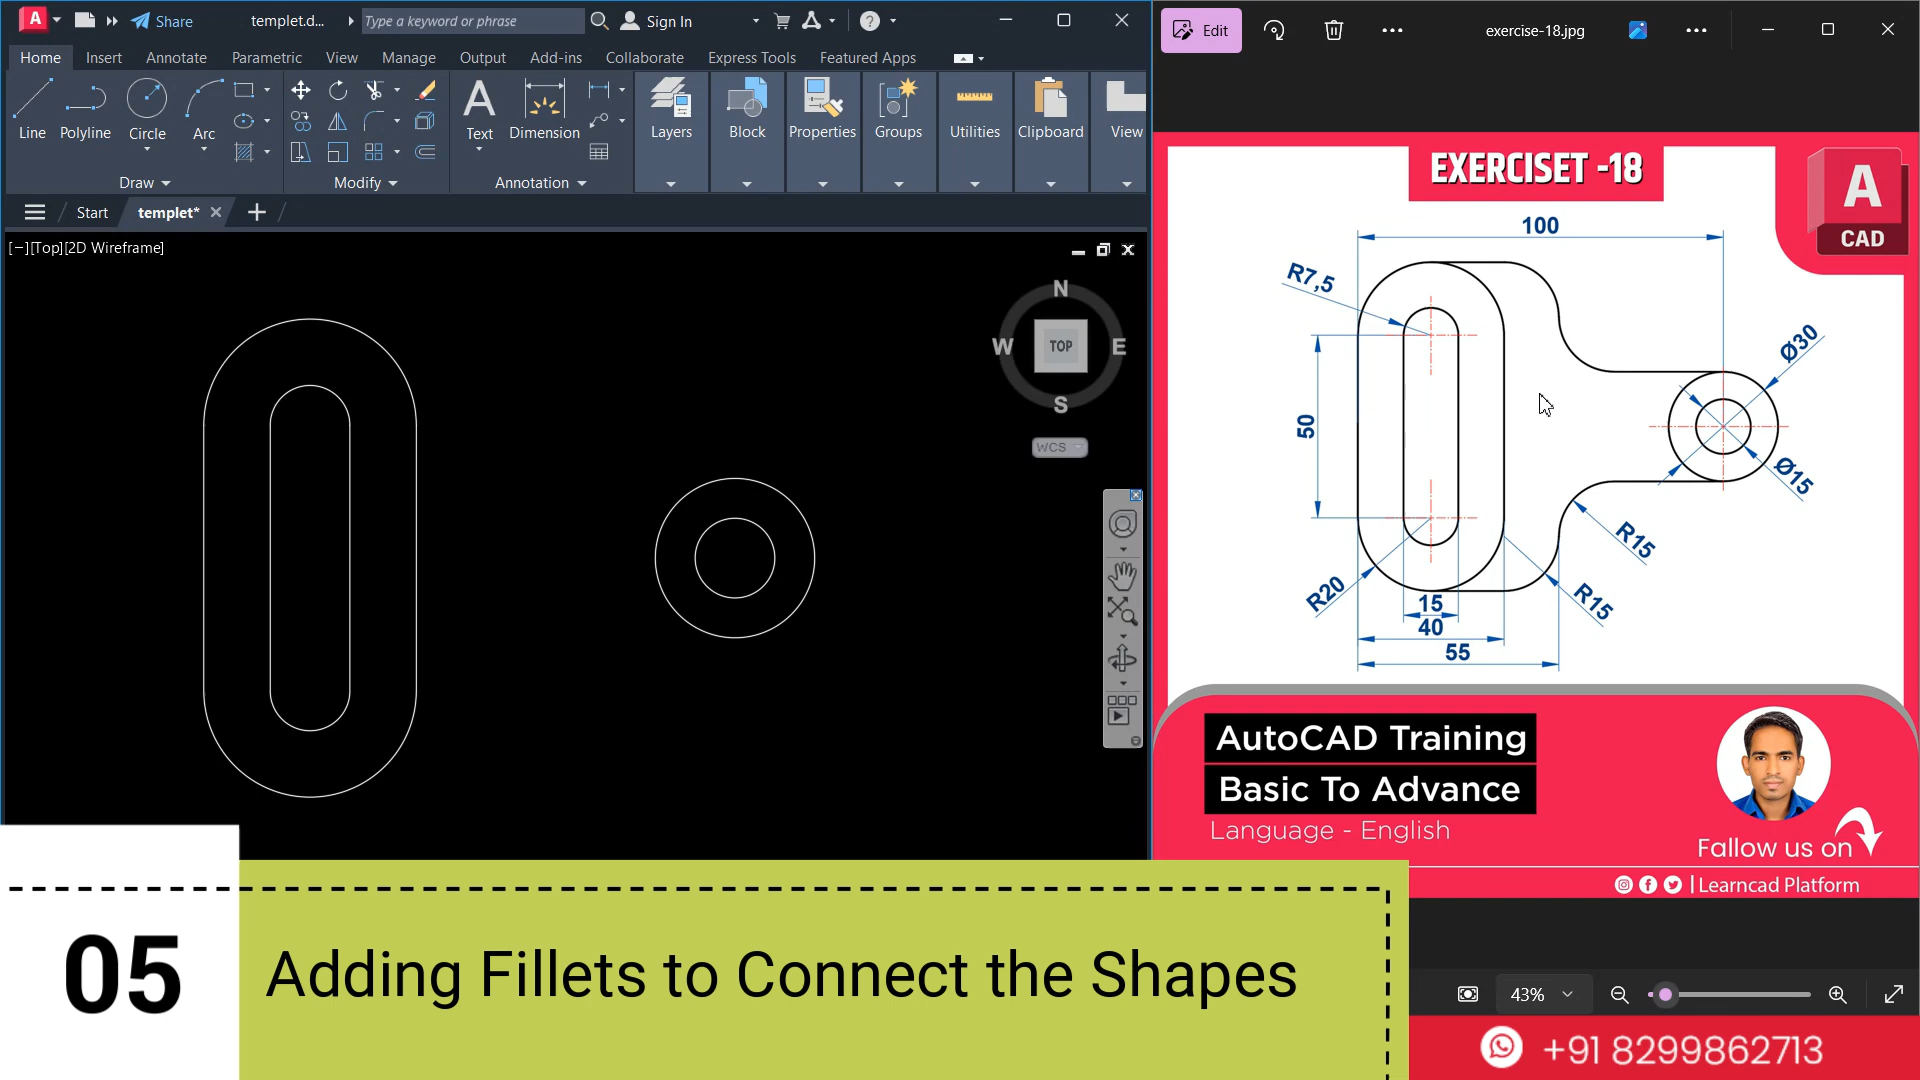 A
Share
templet.d...
Type a keyword or phrase
Sign In
Home
Insert
Annotate
Parametric
View
Manage
Output
Add-ins
Collaborate
Express Tools
Featured Apps
Line
Polyline
Circle
Arc
Text
Dimension
Layers
Block
Properties
Groups
Utilities
Clipboard
View
Draw
Modify
Annotation
Start
templet*
[−][Top][2D Wireframe]
N
W
TOP
E
S
WCS
Edit
exercise-18.jpg
EXERCISET -18
A
CAD
100
R7,5
Ø30
50
Ø15
R15
R20
15
R15
40
55
AutoCAD Training
Basic To Advance
Language - English
Fallow us on
| Learncad Platform
05
Adding Fillets to Connect the Shapes
43%
+91 8299862713